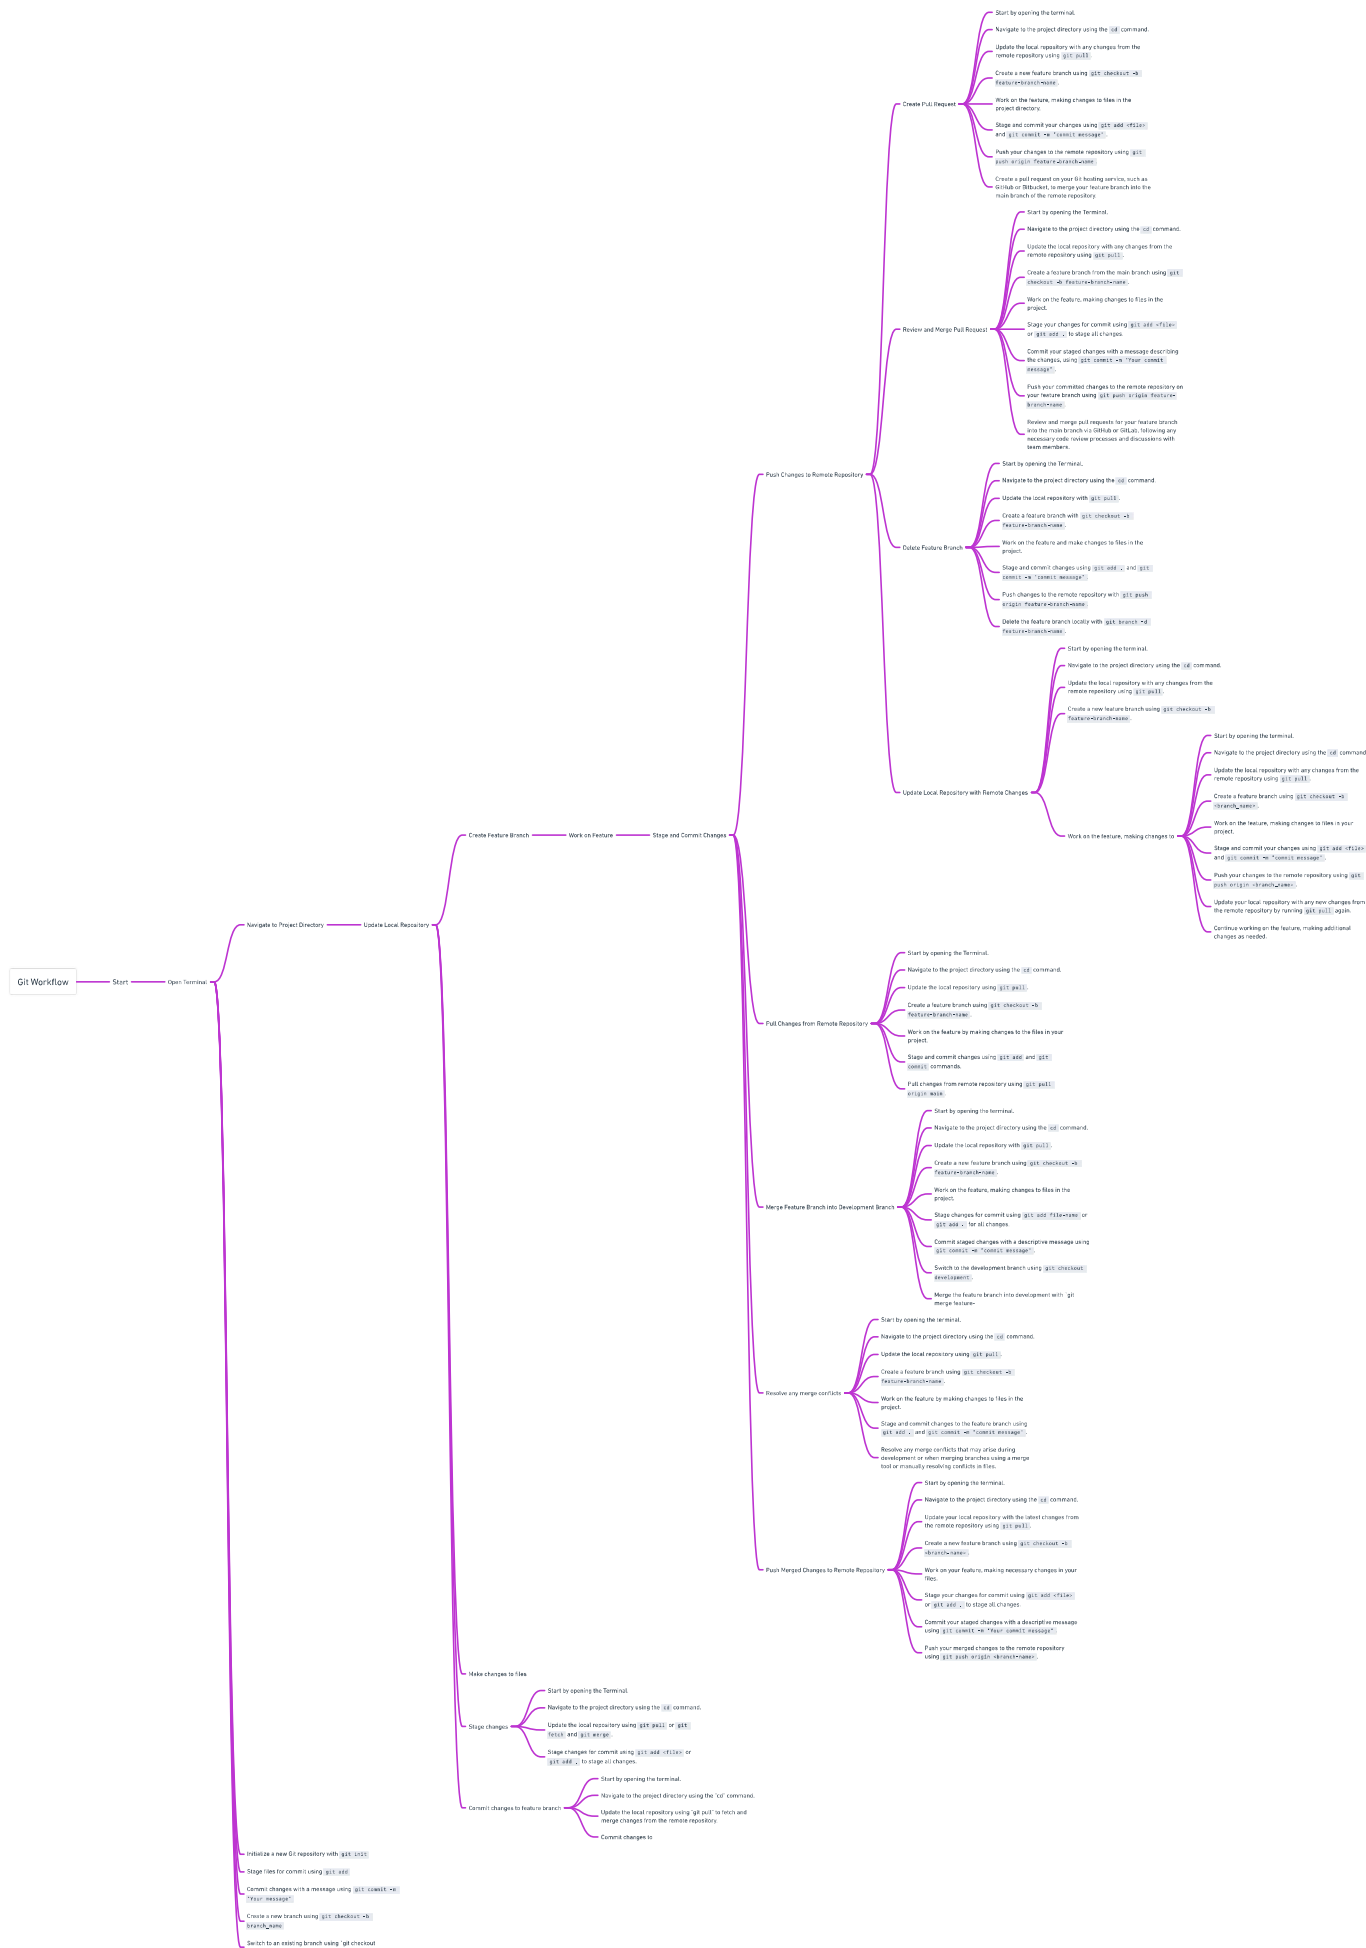 Start by opening the terminal.
Navigate to the project directory using the cd command.
Update the local repository with any changes from the
remote repository using git pull
Create a new feature branch using git checkout -b
feature-branch-name.
Create Pull Request
Work on the feature, making changes to files in the
project directory.
Stage and commit your changes using git add <file>
and git commit -m "commit message".
Push your changes to the remote repository using git
push origin feature-branch-name
Create a pull request on your Git hosting service, such as
GitHub or Bitbucket, to merge your feature branch into the
main branch of the remote repository.
Start by opening the Terminal.
Navigate to the project directory using the cd command.
Update the local repository with any changes from the
remote repository using git pull.
Create a feature branch from the main branch using git
checkout -b feature-branch-name.
Work on the feature, making changes to files in the
project.
Review and Merge Pull Request
Stage your changes for commit using git add <file>
or git add . to stage all changes.
Commit your staged changes with a message describing
the changes, using git commit -m "Your commit
message".
Push your committed changes to the remote repository on
your feature branch using git push origin feature-
branch-name
Review and merge pull requests for your feature branch
into the main branch via GitHub or GitLab, following any
necessary code review processes and discussions with
team members.
Start by opening the Terminal.
Push Changes to Remote Repository
Navigate to the project directory using the cd command
Update the local repository with git pull.
Create a feature branch with git checkout -b
feature-branch-name.
Delete Feature Branch
Work on the feature and make changes to files in the
project.
Stage and commit changes using git add . and git
commit -m "commit message"
Push changes to the remote repository with git push
origin feature-branch-name
Delete the feature branch locally with git branch -d
feature-branch-name.
Start by opening the terminal.
Navigate to the project directory using the cd command.
Update the local repository with any changes from the
remote repository using git pull.
Create a new feature branch using git checkout -b
feature-branch-name.
Start by opening the terminal.
Navigate to the project directory using the cd command
Update the local repository with any changes from the
remote repository using git pull
Update Local Repository with Remote Changes
Create a feature branch using git checkout -b
<branch_name>.
Work on the feature, making changes to files in your
project.
Create Feature Branch
Work on Feature
Stage and Commit Changes
Work on the feature, making changes to
Stage and commit your changes using git add <file>
and git commit -m "commit message".
Push your changes to the remote repository using git
push origin <branch_name>.
Update your local repository with any new changes from
the remote repository by running git pull again.
Navigate to Project Directory
Update Local Repository
Continue working on the feature, making additional
changes as needed.
Start by opening the Terminal.
Navigate to the project directory using the cd command.
Git Workflow
Start
Open Terminal
Update the local repository using git pull.
Create a feature branch using git checkout -b
feature-branch-name.
Pull Changes from Remote Repository
Work on the feature by making changes to the files in your
project.
Stage and commit changes using git add and git
commit commands.
Pull changes from remote repository using git pull
origin main
Start by opening the terminal.
Navigate to the project directory using the cd command.
Update the local repository with git pull.
Create a new feature branch using git checkout -b
feature-branch-name.
Work on the feature, making changes to files in the
project.
Merge Feature Branch into Development Branch
Stage changes for commit using git add file-name or
git add . for all changes.
Commit staged changes with a descriptive message using
git commit -m "commit message".
Switch to the development branch using git checkout
development.
Merge the feature branch into development with `git
merge feature-
Start by opening the terminal.
Navigate to the project directory using the cd command.
Update the local repository using git pull.
Create a feature branch using git checkout -b
feature-branch-name.
Resolve any merge conflicts
Work on the feature by making changes to files in the
project.
Stage and commit changes to the feature branch using
git add . and git commit -m "commit message".
Resolve any merge conflicts that may arise during
development or when merging branches using a merge
tool or manually resolving conflicts in files.
Start by opening the terminal.
Navigate to the project directory using the cd command.
Update your local repository with the latest changes from
the remote repository using git pull.
Create a new feature branch using git checkout -b
<branch-name>.
Push Merged Changes to Remote Repository
Work on your feature, making necessary changes in your
files.
Stage your changes for commit using git add <file>
or git add . to stage all changes.
Commit your staged changes with a descriptive message
using git commit -m "Your commit message"
Push your merged changes to the remote repository
using git push origin <branch-name>.
Make changes to files
Start by opening the Terminal.
Navigate to the project directory using the cd command.
Stage changes
Update the local repository using git pull or git
fetch and git merge.
Stage changes for commit using git add <file> or
git add . to stage all changes.
Start by opening the terminal.
Navigate to the project directory using the 'cd' command.
Commit changes to feature branch
Update the local repository using 'git pull' to fetch and
merge changes from the remote repository.
Commit changes to
Initialize a new Git repository with git init
Stage files for commit using git add
Commit changes with a message using git commit -m
"Your message"
Create a new branch using git checkout -b
branch_name
Switch to an existing branch using `git checkout